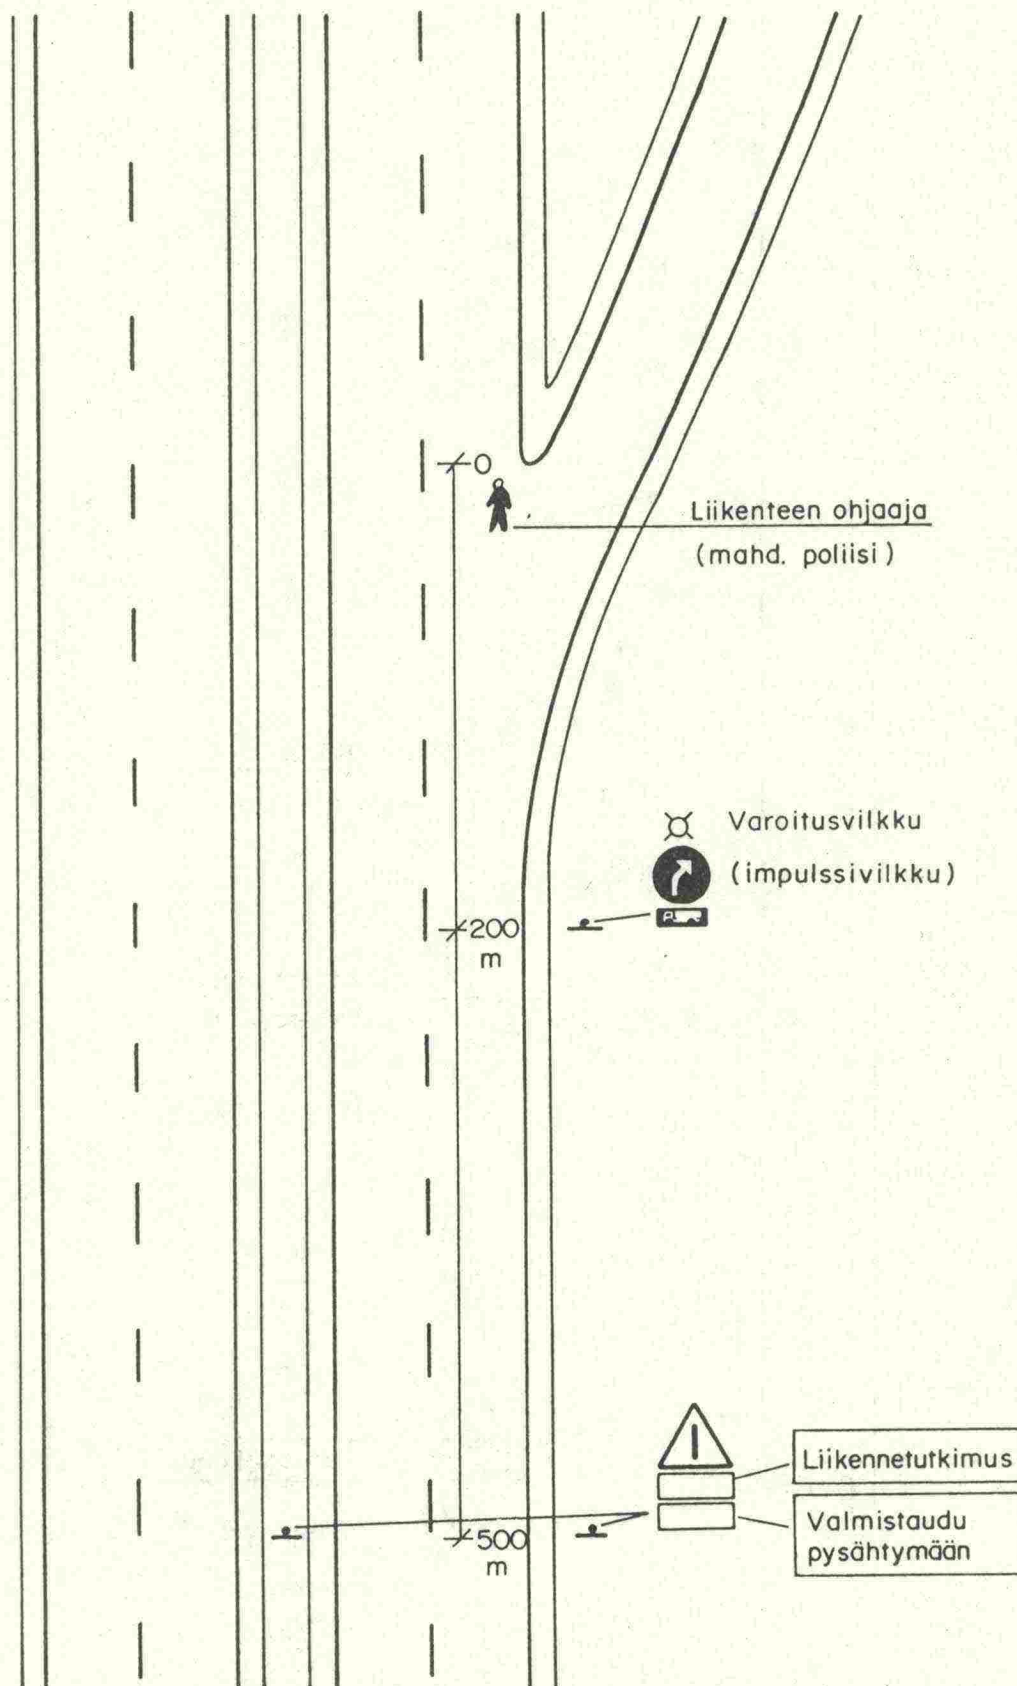 0
Liikenteen ohjaaja
(mahd. poliisi)
Varoitusvilkku
(impulssivilkku)
200
m
Liikennetutkimus
Valmistaudu
pysähtymään
500
m